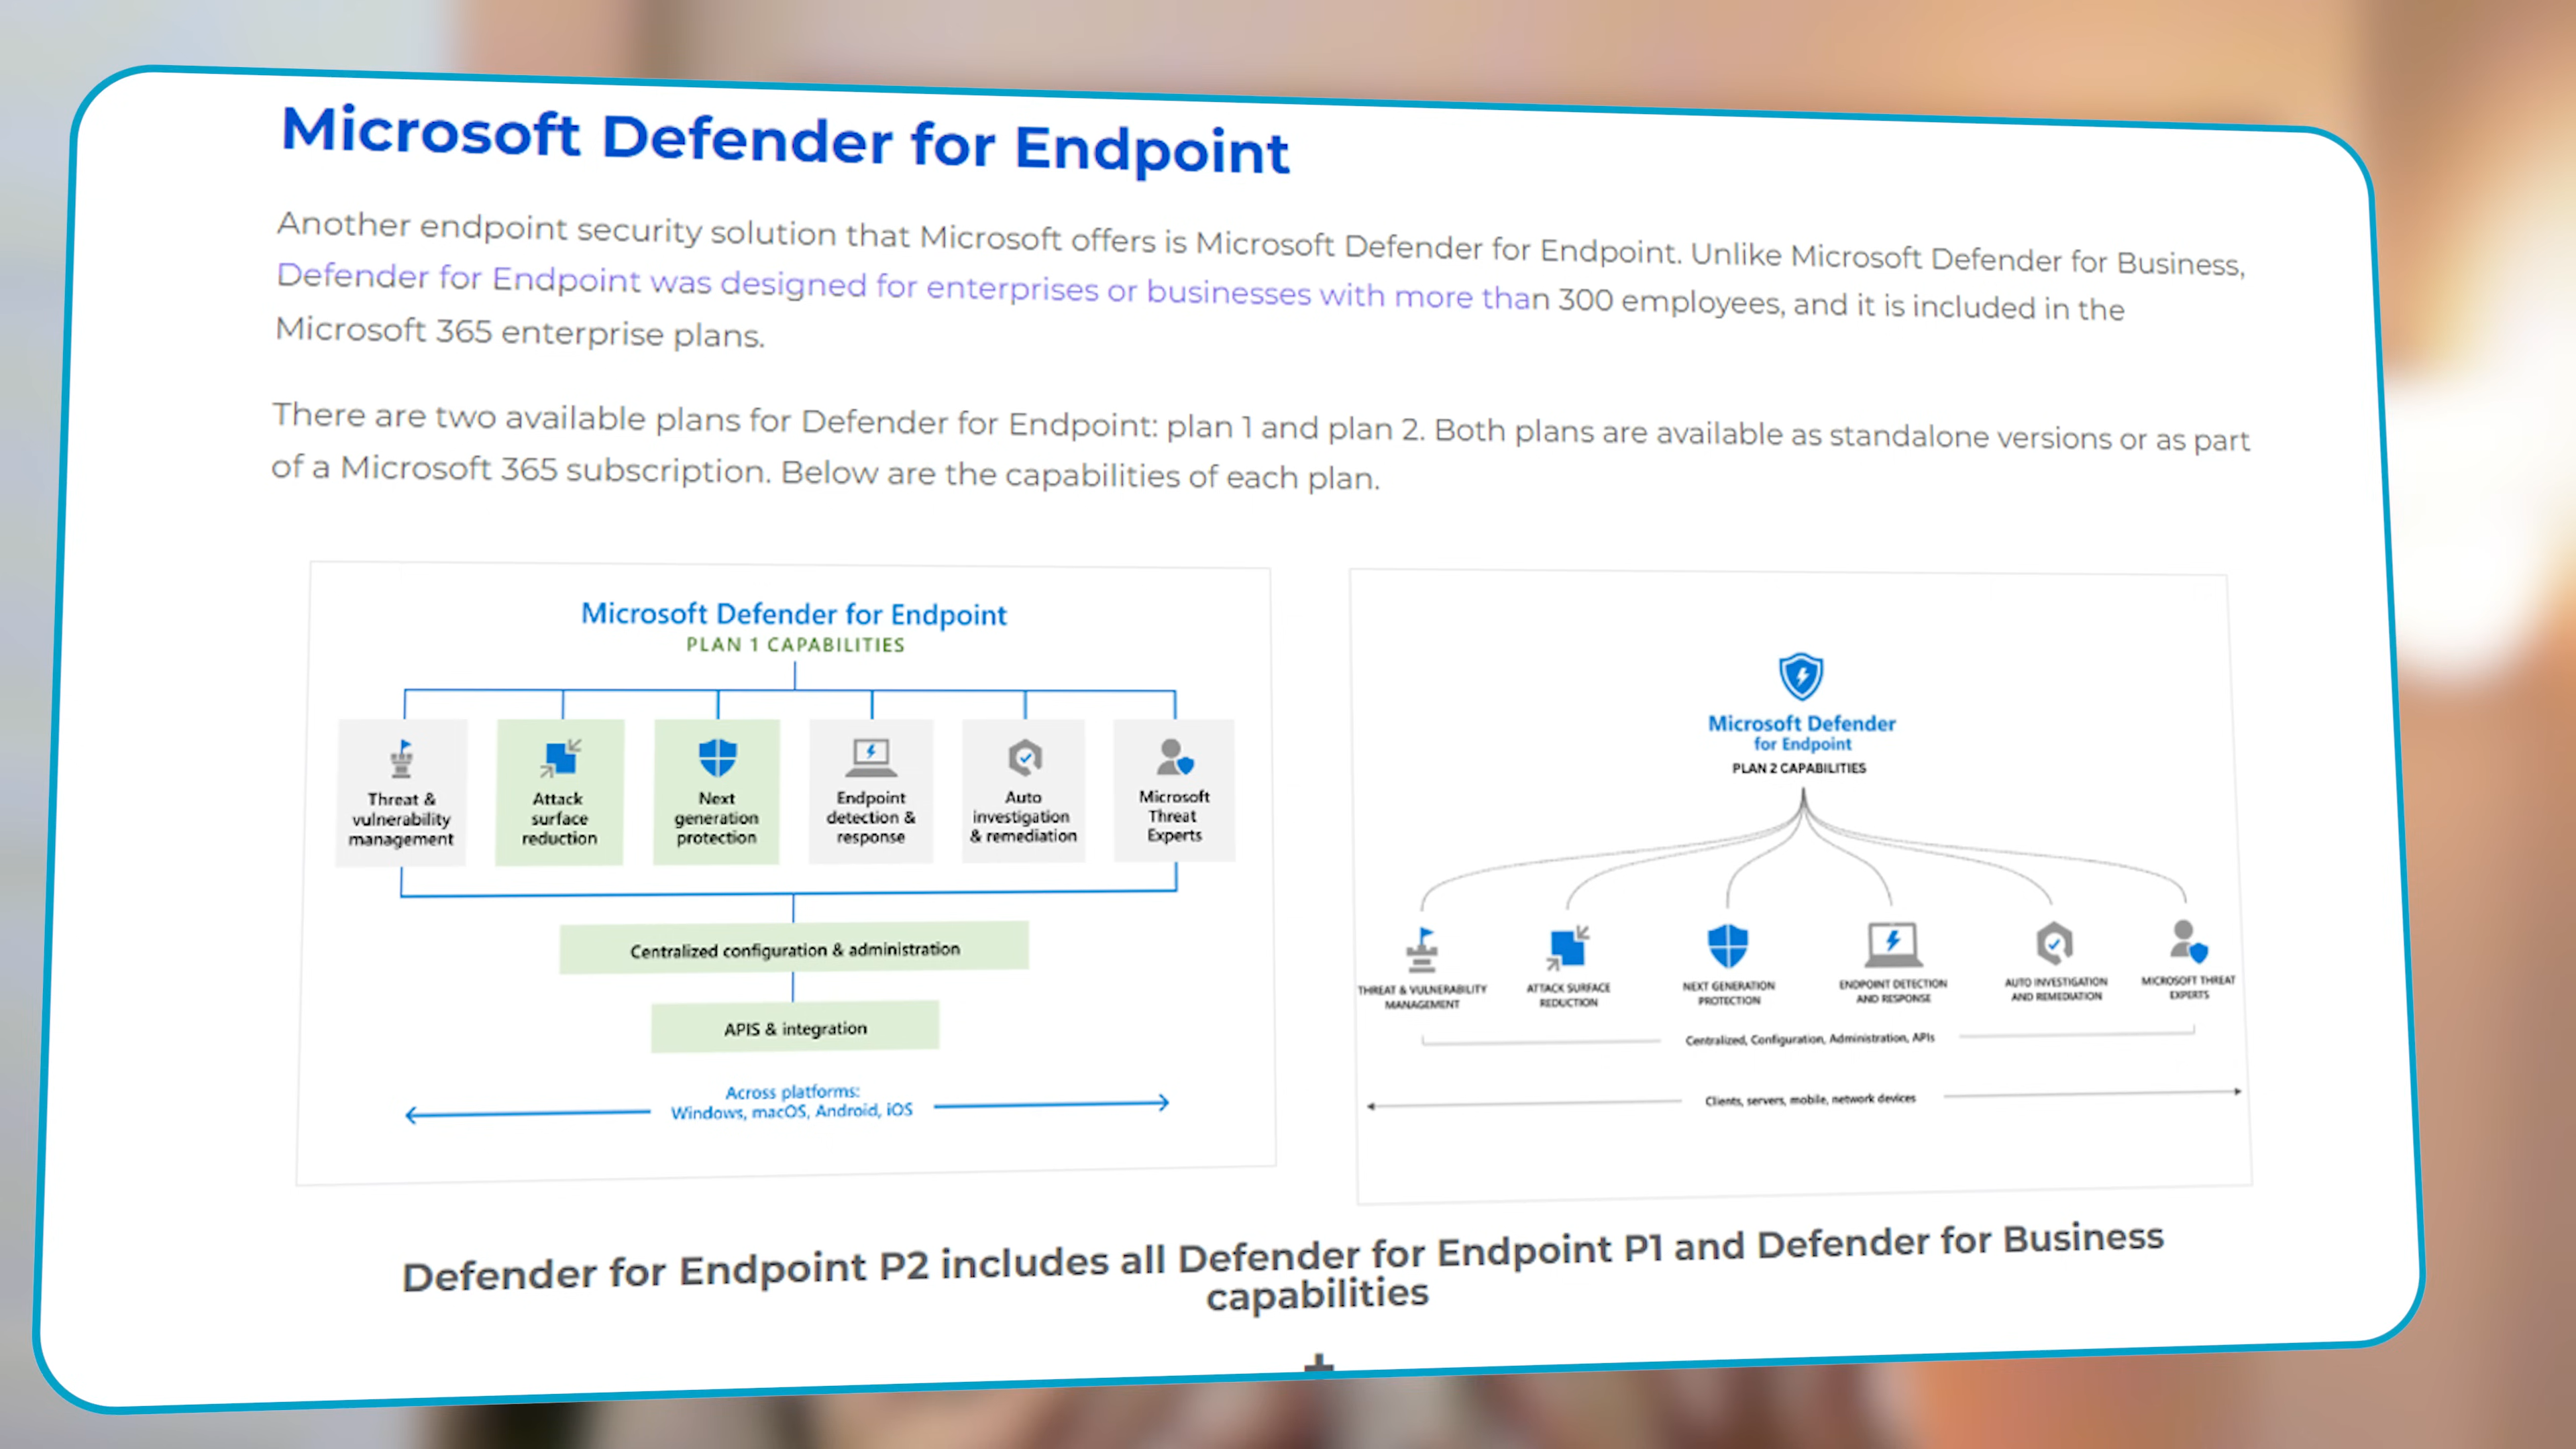 Microsoft Defender for Endpoint
Another endpoint security solution that Microsoft offers is Microsoft Defender for Endpoint. Unlike Microsoft Defender for Business,
Defender for Endpoint was designed for enterprises or businesses with more than 300 employees, and it is included in the
Microsoft 365 enterprise plans.
There are two available plans for Defender for Endpoint: plan 1 and plan 2. Both plans are available as standalone versions or as part
of a Microsoft 365 subscription. Below are the capabilities of each plan.
Microsoft Defender for Endpoint
PLAN 1 CAPABILITIES
Threat &
vulnerability
management
Attack
surface
reduction
Next
generation
protection
Endpoint
detection &
response
Auto
investigation
& remediation
Microsoft
Threat
Experts
Centralized configuration & administration
APIS & integration
Across platforms:
Windows, macOS, Android, iOS
Microsoft Defender
for Endpoint
PLAN 2 CAPABILITIES
THREAT & VULNERABILITY
MANAGEMENT
ATTACK SURFACE
REDUCTION
NEXT GENERATION
PROTECTION
ENDPOINT DETECTION
AND RESPONSE
AUTO INVESTIGATION
AND REMEDIATION
MICROSOFT THREAT
EXPERTS
Centralized, Configuration, Administration, APIs
Clients, servers, mobile, network devices
Defender for Endpoint P2 includes all Defender for Endpoint P1 and Defender for Business
capabilities
+